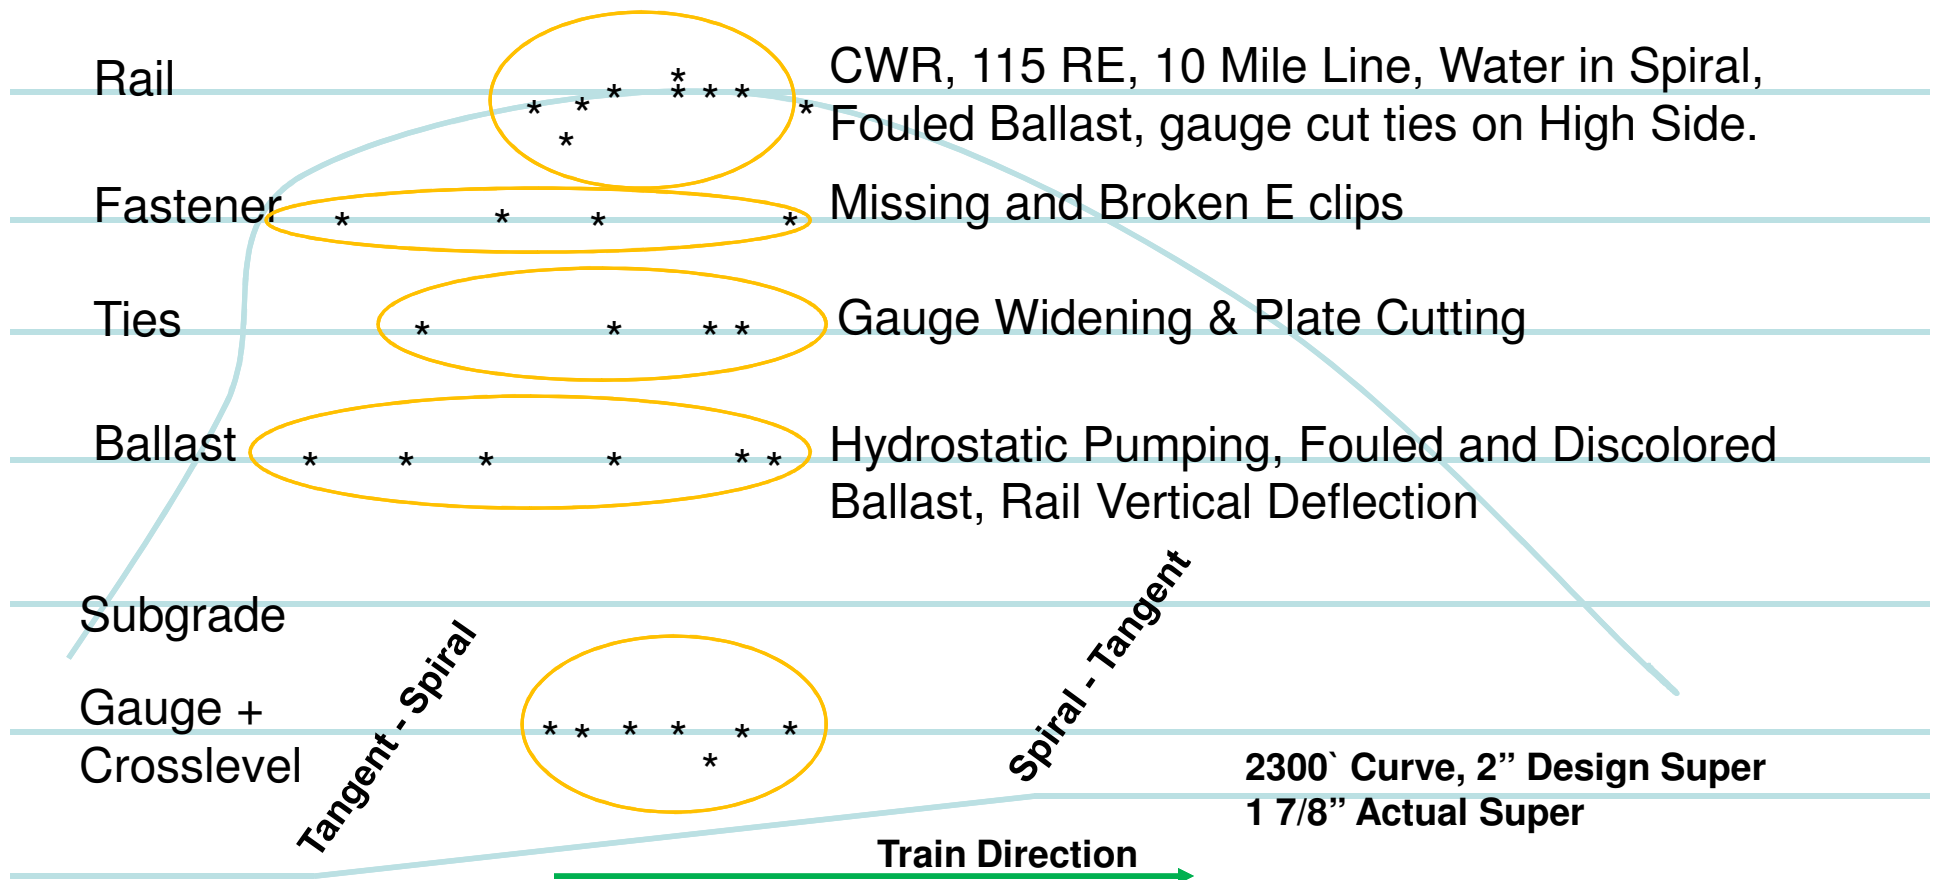 Rail
CWR, 115 RE, 10 Mile Line, Water in Spiral,
Fouled Ballast, gauge cut ties on High Side.
Fastener
Missing and Broken E clips
Ties
Gauge Widening & Plate Cutting
Ballast
Hydrostatic Pumping, Fouled and Discolored
Ballast, Rail Vertical Deflection
Subgrade
Tangent - Spiral
Spiral - Tangent
Gauge +
Crosslevel
2300` Curve, 2” Design Super
1 7/8” Actual Super
Train Direction